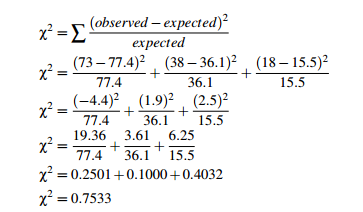 χ² = Σ (observed − expected)² / expected
χ² = (73 − 77.4)² / 77.4 + (38 − 36.1)² / 36.1 + (18 − 15.5)² / 15.5
χ² = (−4.4)² / 77.4 + (1.9)² / 36.1 + (2.5)² / 15.5
χ² = 19.36 / 77.4 + 3.61 / 36.1 + 6.25 / 15.5
χ² = 0.2501 + 0.1000 + 0.4032
χ² = 0.7533